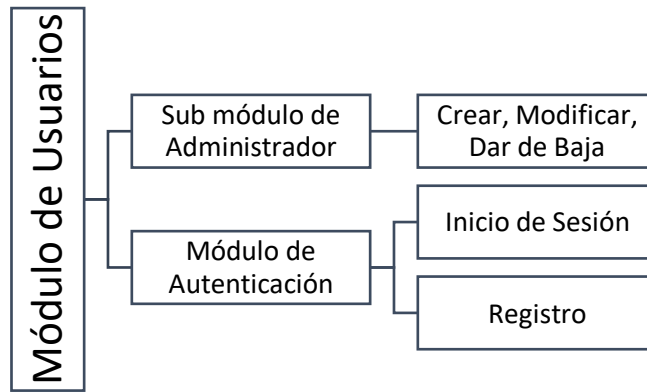 Módulo de Usuarios
Sub módulo de
Administrador
Crear, Modificar,
Dar de Baja
Módulo de
Autenticación
Inicio de Sesión
Registro